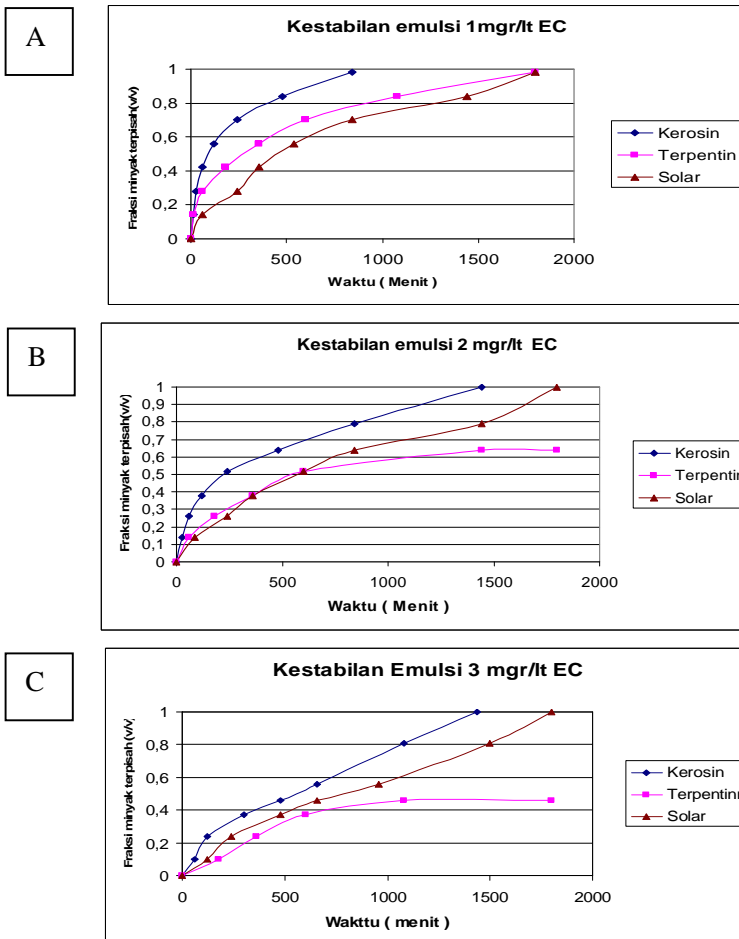 A
Kestabilan emulsi 1mgr/lt EC
Fraksi minyak terpisah(v/v)
1
0,8
0,6
0,4
0,2
0
0 500 1000 1500 2000
Waktu ( Menit )
Kerosin
Terpentin
Solar
B
Kestabilan emulsi 2 mgr/lt EC
Fraksi minyak terpisah(v/v)
1
0,9
0,8
0,7
0,6
0,5
0,4
0,3
0,2
0,1
0
0 500 1000 1500 2000
Waktu ( Menit )
Kerosin
Terpentin
Solar
C
Kestabilan Emulsi 3 mgr/lt EC
Fraksi minyak terpisah(v/v
1
0,8
0,6
0,4
0,2
0
0 500 1000 1500 2000
Wakttu ( menit )
Kerosin
Terpentinn
Solar